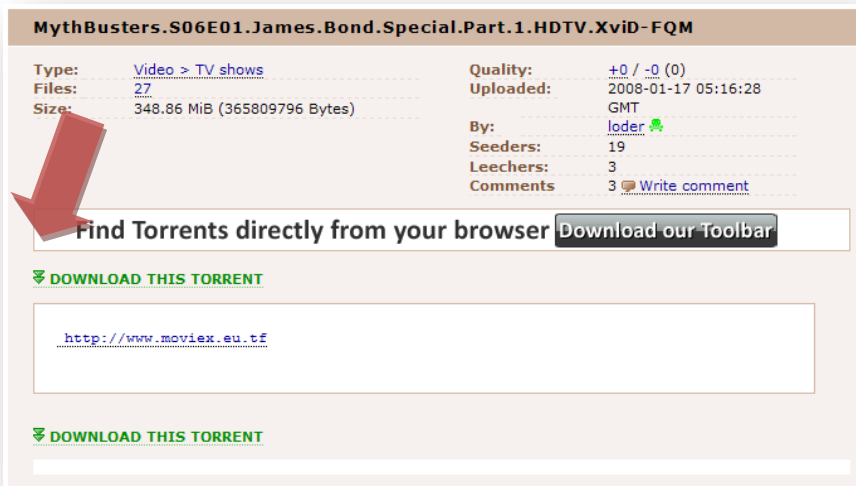 MythBusters.S06E01.James.Bond.Special.Part.1.HDTV.XviD-FQM
Type: Video > TV shows
Files: 27
Size: 348.86 MiB (365809796 Bytes)
Quality: +0 / -0 (0)
Uploaded: 2008-01-17 05:16:28
GMT
By: loder
Seeders: 19
Leechers: 3
Comments 3 Write comment
Find Torrents directly from your browser Download our Toolbar
DOWNLOAD THIS TORRENT
http://www.moviex.eu.tf
DOWNLOAD THIS TORRENT